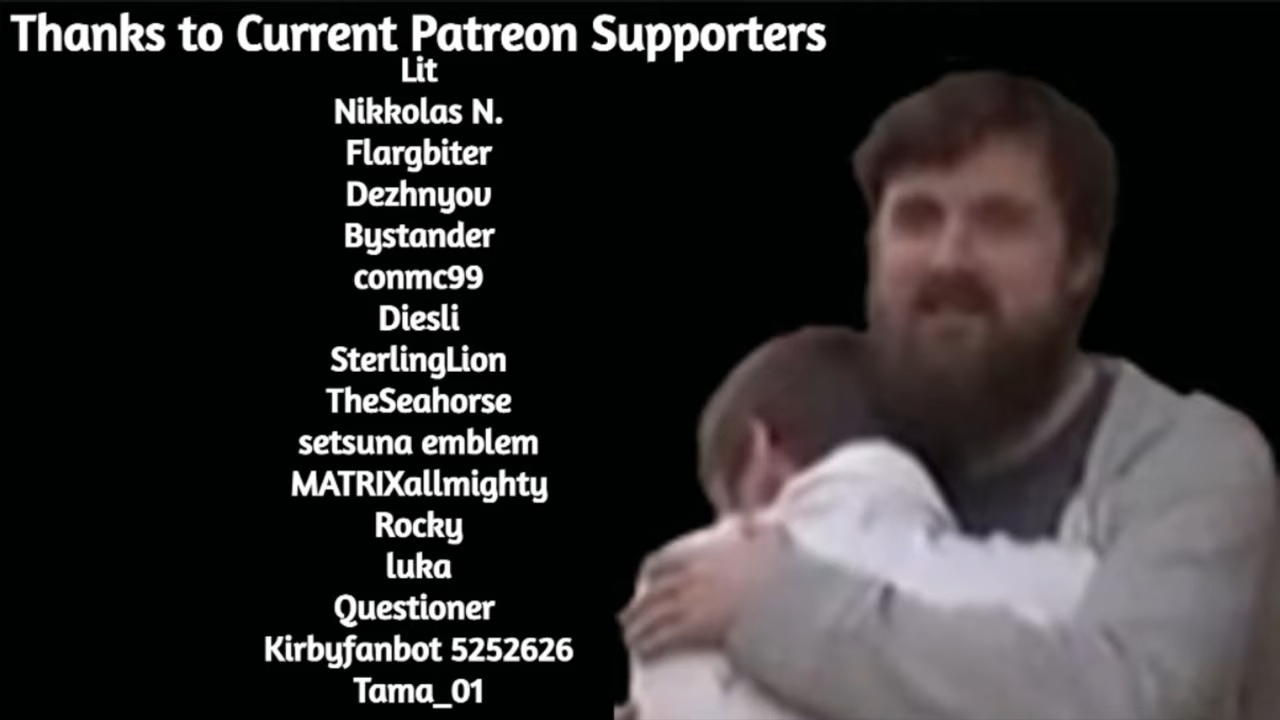 Thanks to Current Patreon Supporters
Lit
Nikkolas N.
Flargbiter
Dezhnyou
Bystander
conmc99
Diesli
SterlingLion
TheSeahorse
setsuna emblem
MATRIXallmighty
Rocky
luka
Questioner
Kirbyfanbot 5252626
Tama_01